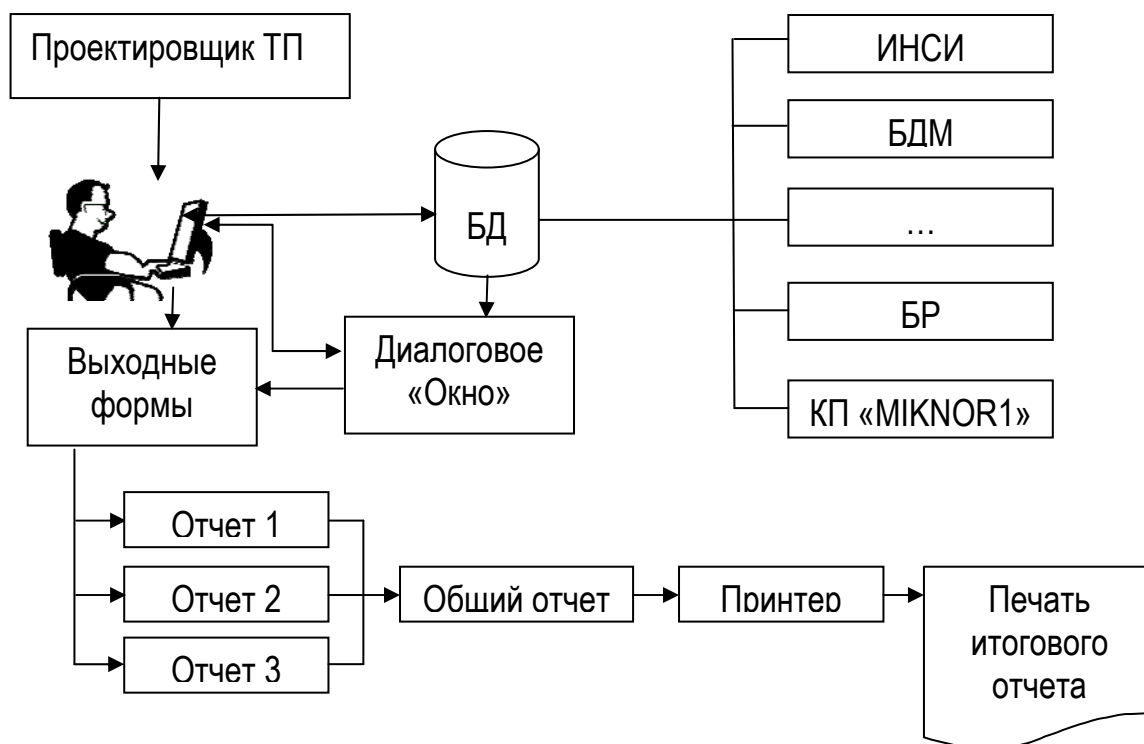 Проектировщик ТП
ИНСИ
БДМ
БД
…
БР
КП «MIKNOR1»
Выходные
формы
Диалоговое
«Окно»
Отчет 1
Отчет 2
Отчет 3
Общий отчет
Принтер
Печать
итогового
отчета